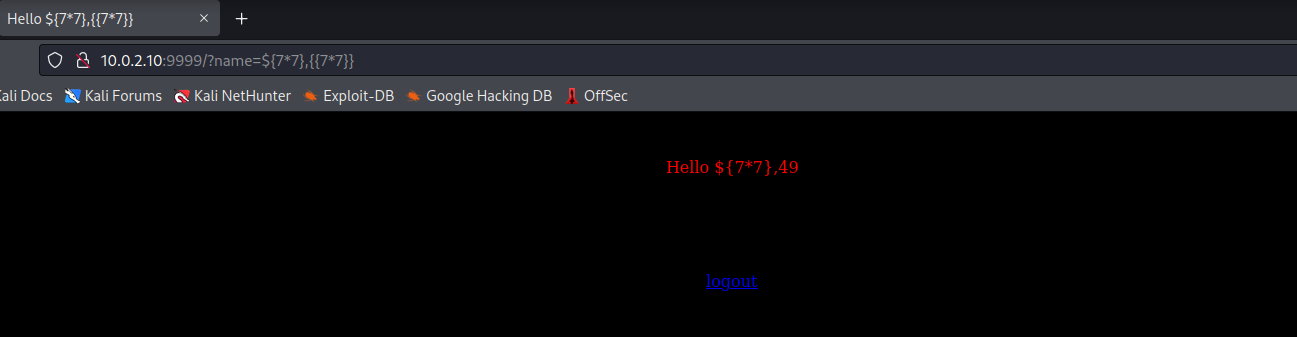 Hello ${7*7},{{7*7}} × +
10.0.2.10:9999/?name=${7*7},{{7*7}}
ali Docs Kali Forums Kali NetHunter Exploit-DB Google Hacking DB OffSec
Hello ${7*7},49
logout